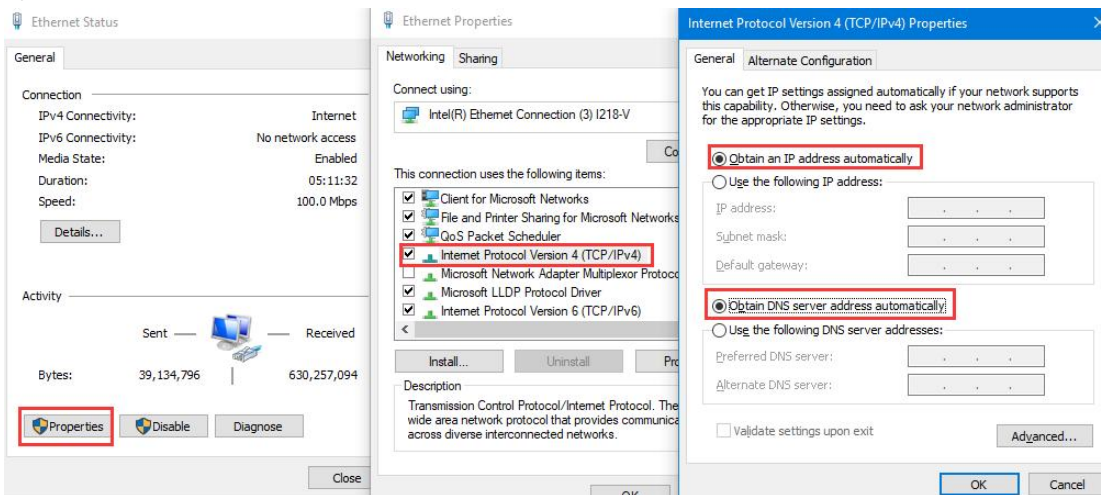 Ethernet Status
General
Connection
IPv4 Connectivity: Internet
IPv6 Connectivity: No network access
Media State: Enabled
Duration: 05:11:32
Speed: 100.0 Mbps
Details...
Activity
Sent — Received
Bytes: 39,134,796 630,257,094
Properties Disable Diagnose
Close
Ethernet Properties
Networking Sharing
Connect using:
Intel(R) Ethernet Connection (3) I218-V
Co
This connection uses the following items:
Client for Microsoft Networks
File and Printer Sharing for Microsoft Networks
QoS Packet Scheduler
Internet Protocol Version 4 (TCP/IPv4)
Microsoft Network Adapter Multiplexor Protoco
Microsoft LLDP Protocol Driver
Internet Protocol Version 6 (TCP/IPv6)
Install... Uninstall Pro
Description
Transmission Control Protocol/Internet Protocol. The
wide area network protocol that provides communica
across diverse interconnected networks.
OK
Internet Protocol Version 4 (TCP/IPv4) Properties
General Alternate Configuration
You can get IP settings assigned automatically if your network supports
this capability. Otherwise, you need to ask your network administrator
for the appropriate IP settings.
Obtain an IP address automatically
Use the following IP address:
IP address:
Subnet mask:
Default gateway:
Obtain DNS server address automatically
Use the following DNS server addresses:
Preferred DNS server:
Alternate DNS server:
Validate settings upon exit
Advanced...
OK Cancel